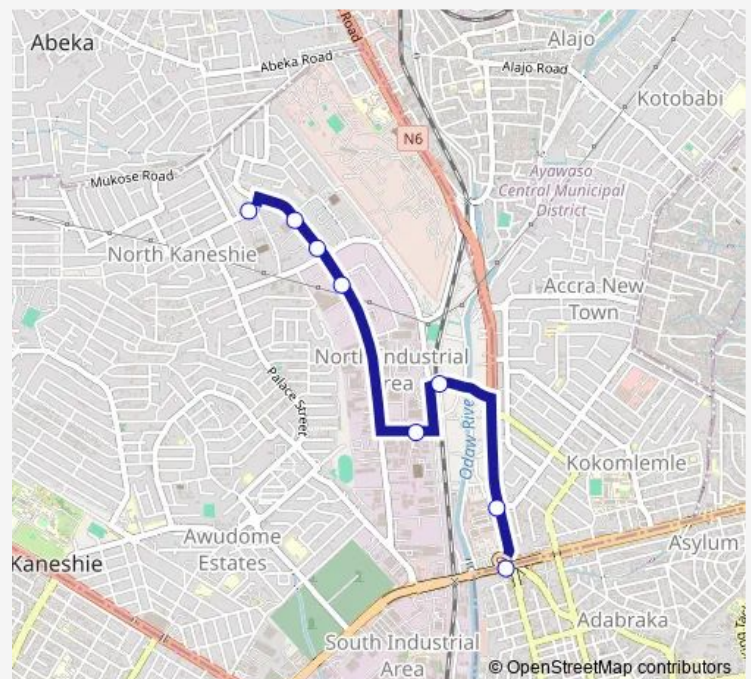 Abeka
Road
Abeka Road
Alajo
Alajo Road
Kotobabi
N6
Mukose Road
Ayawaso
Central Municipal
District
North Kaneshie
Accra New
Town
North Industrial
Area
Palace Street
Odaw Rive
Kokomlemle
Awudome
Estates
Kaneshie
Asylum
Adabraka
South Industrial
Area
© OpenStreetMap contributors